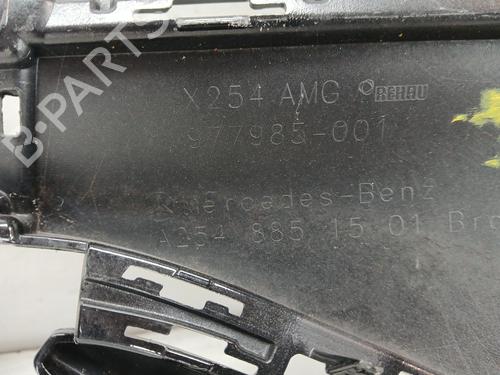 X254 AMG REHAU
977985-001
Mercedes-Benz
A254 885 15 01
B-PARTS